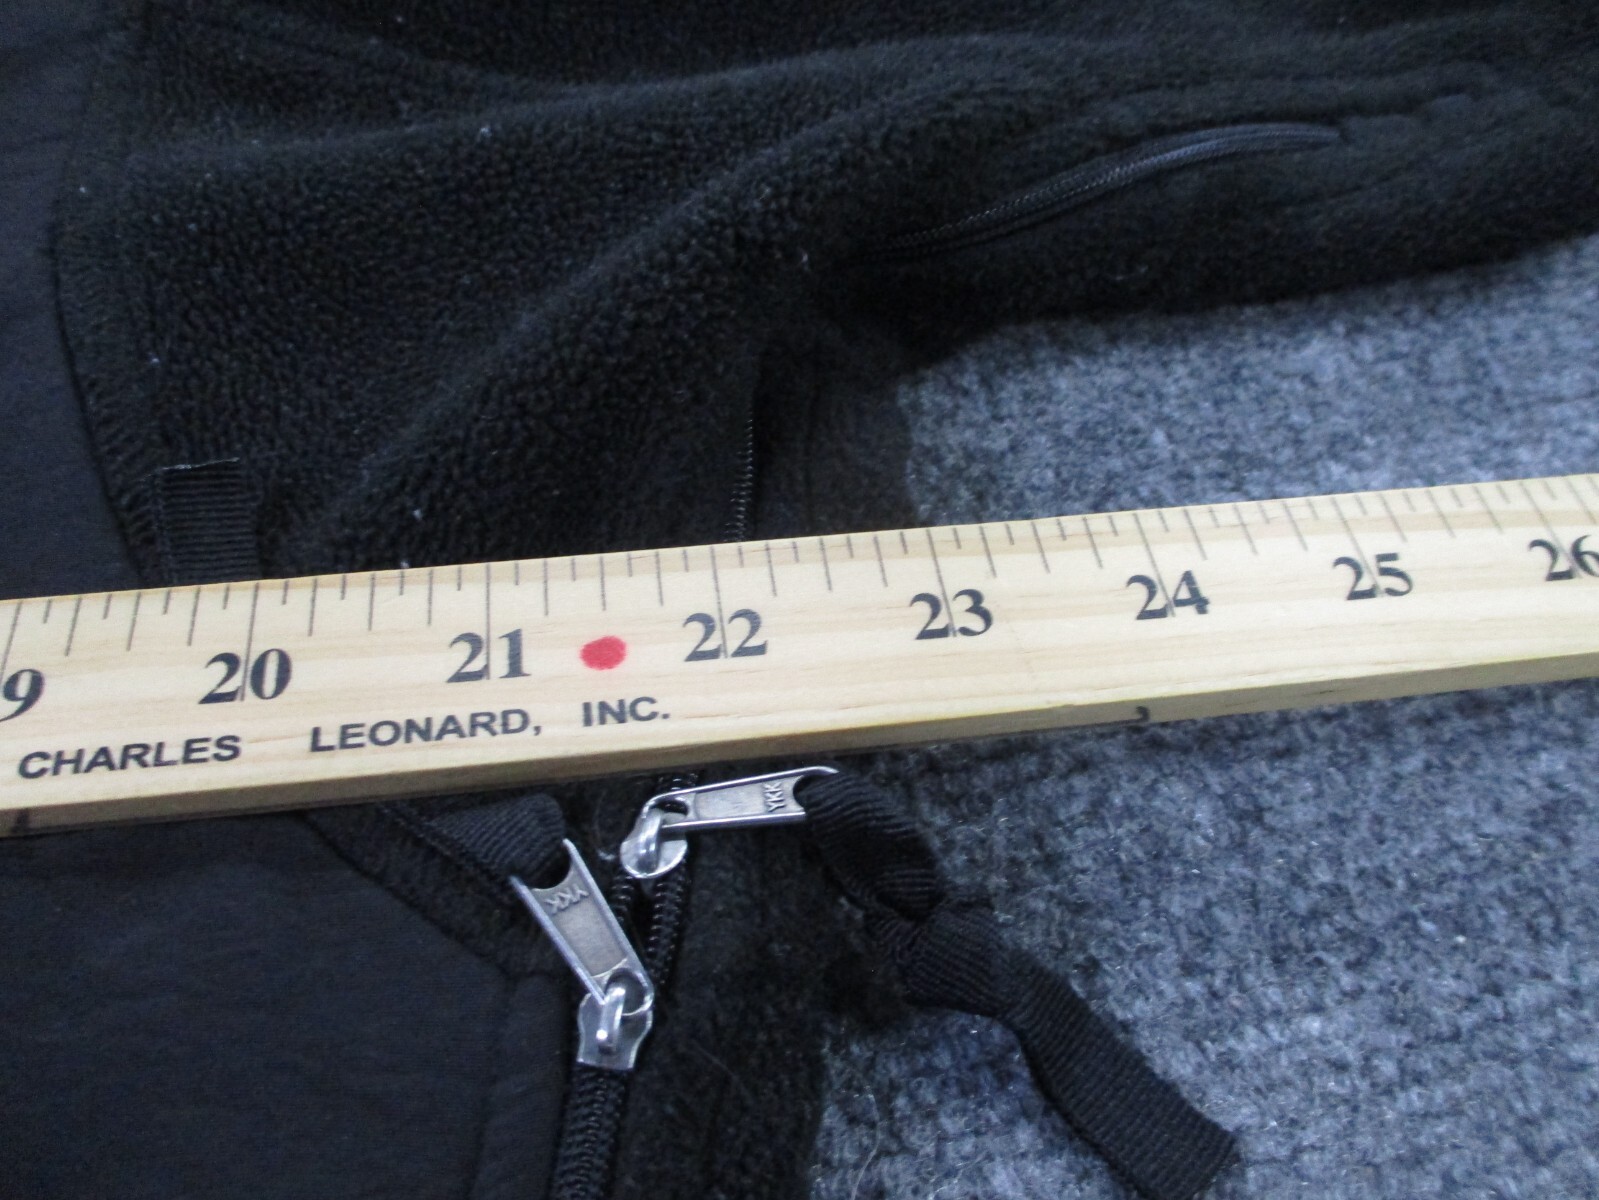 9 20 21 22 23 24 25 26
CHARLES LEONARD, INC.
YKK
YKK